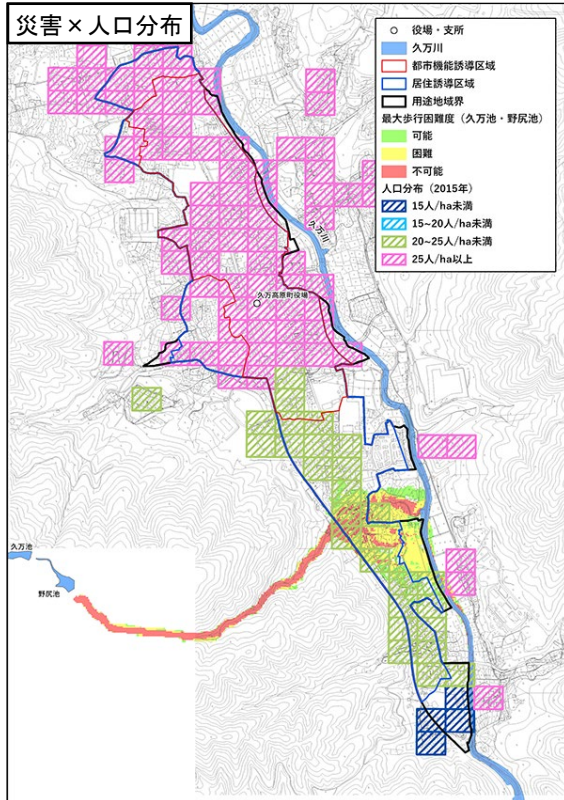 災害×人口分布
役場・支所
久万川
都市機能誘導区域
居住誘導区域
用途地域界
最大歩行困難度（久万池・野尻池）
可能
困難
不可能
人口分布（2015年）
15人/ha未満
15~20人/ha未満
20~25人/ha未満
25人/ha以上
久万川
久万高原町役場
久万池
野尻池